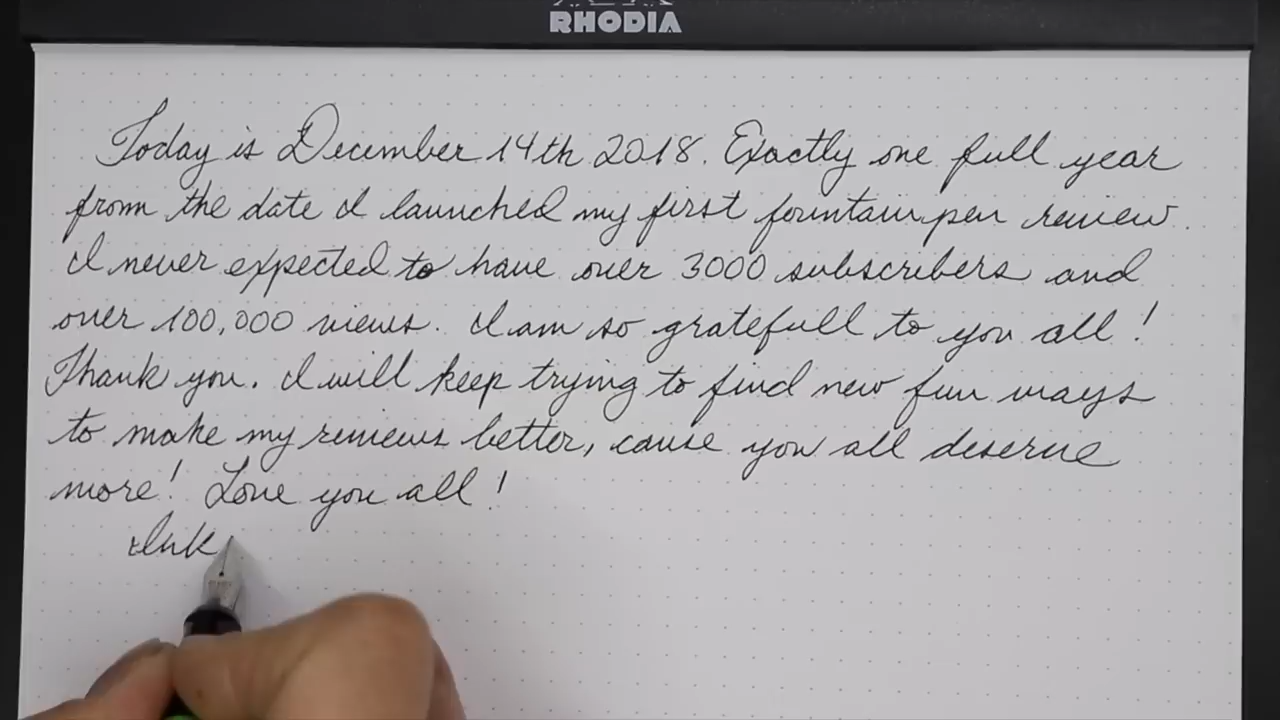 RHODIA
Today is December 14th 2018. Exactly one full year
from the date I launched my first fountain pen review.
I never expected to have over 3000 subscribers and
over 100,000 views. I am so gratefull to you all!
Thank you. I will keep trying to find new fun ways
to make my reviews better, cause you all deserve
more! Love you all!
Ink